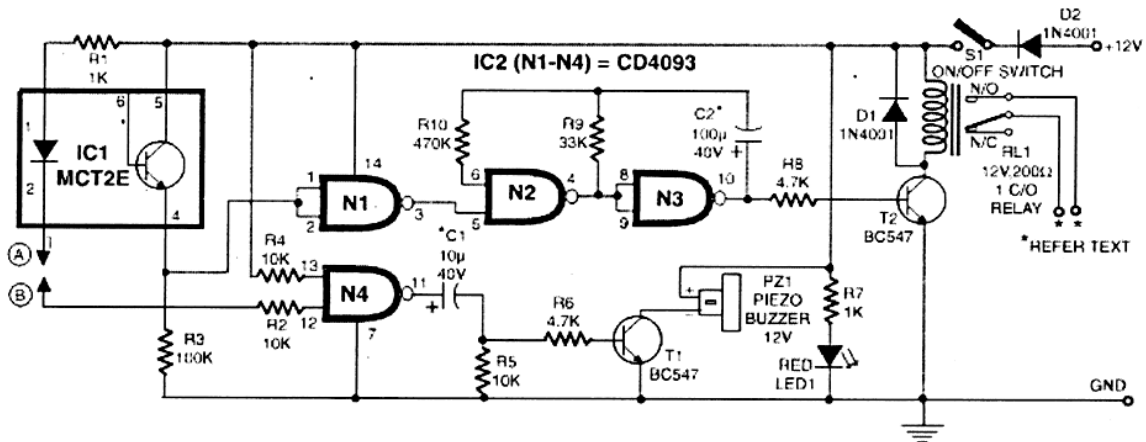 R1
1K
IC2 (N1-N4) = CD4093
S1
ON/OFF SWITCH
D2
1N4001
+12V
6
5
1
2
4
IC1
MCT2E
R10
470K
R9
33K
C2*
100µ
40V
+
D1
1N4001
N/O
N/C
RL1
12V,200Ω
1 C/O
RELAY
* *
*REFER TEXT
14
1
2
N1
3
6
5
N2
4
8
9
N3
10
R8
4.7K
T2
BC547
A
B
R4
10K
13
12
N4
11
7
R2
10K
*C1
10µ
40V
+
R3
100K
R5
10K
R6
4.7K
T1
BC547
+
-
PZ1
PIEZO
BUZZER
12V
R7
1K
RED
LED1
GND